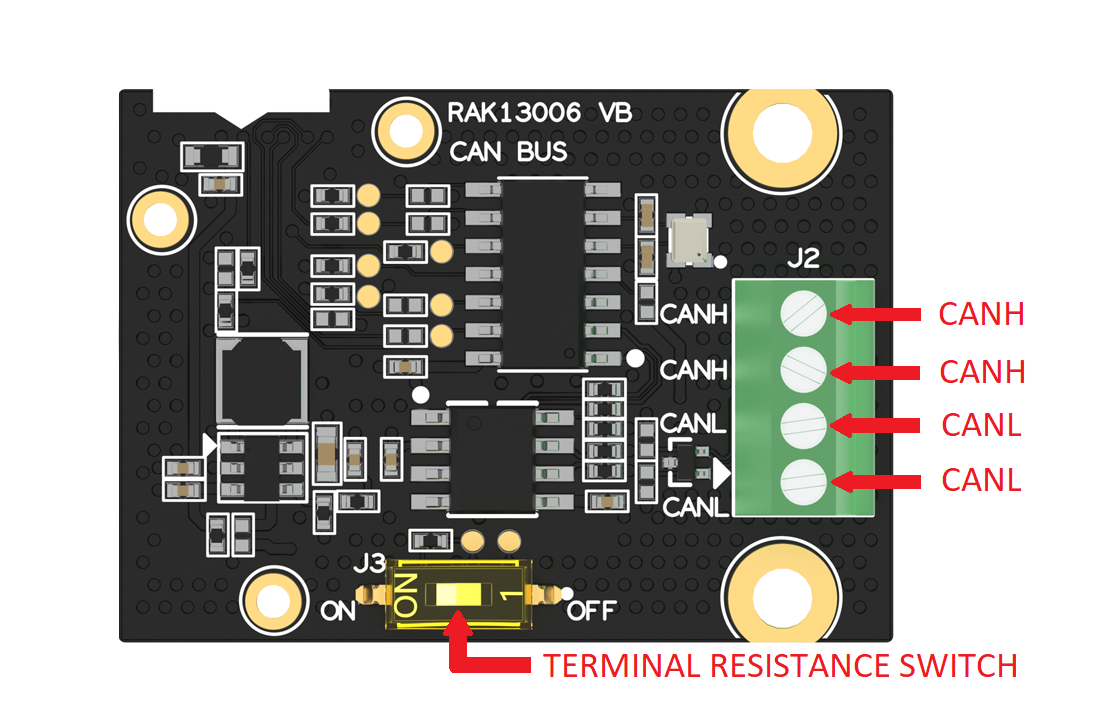 RAK13006 VB
CAN BUS
J2
CANH CANH
CANH CANH
CANL CANL
CANL CANL
J3
ON ON 1 OFF
TERMINAL RESISTANCE SWITCH